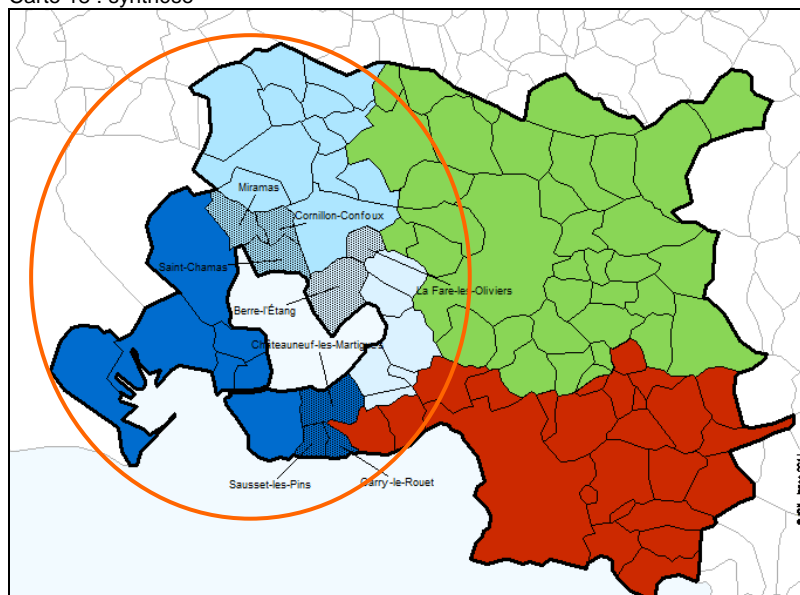 Miramas
Cornillon-Confoux
Saint-Chamas
La Fare-les-Oliviers
Berre-l'Étang
Châteauneuf-les-Martigues
Sausset-les-Pins
Carry-le-Rouet